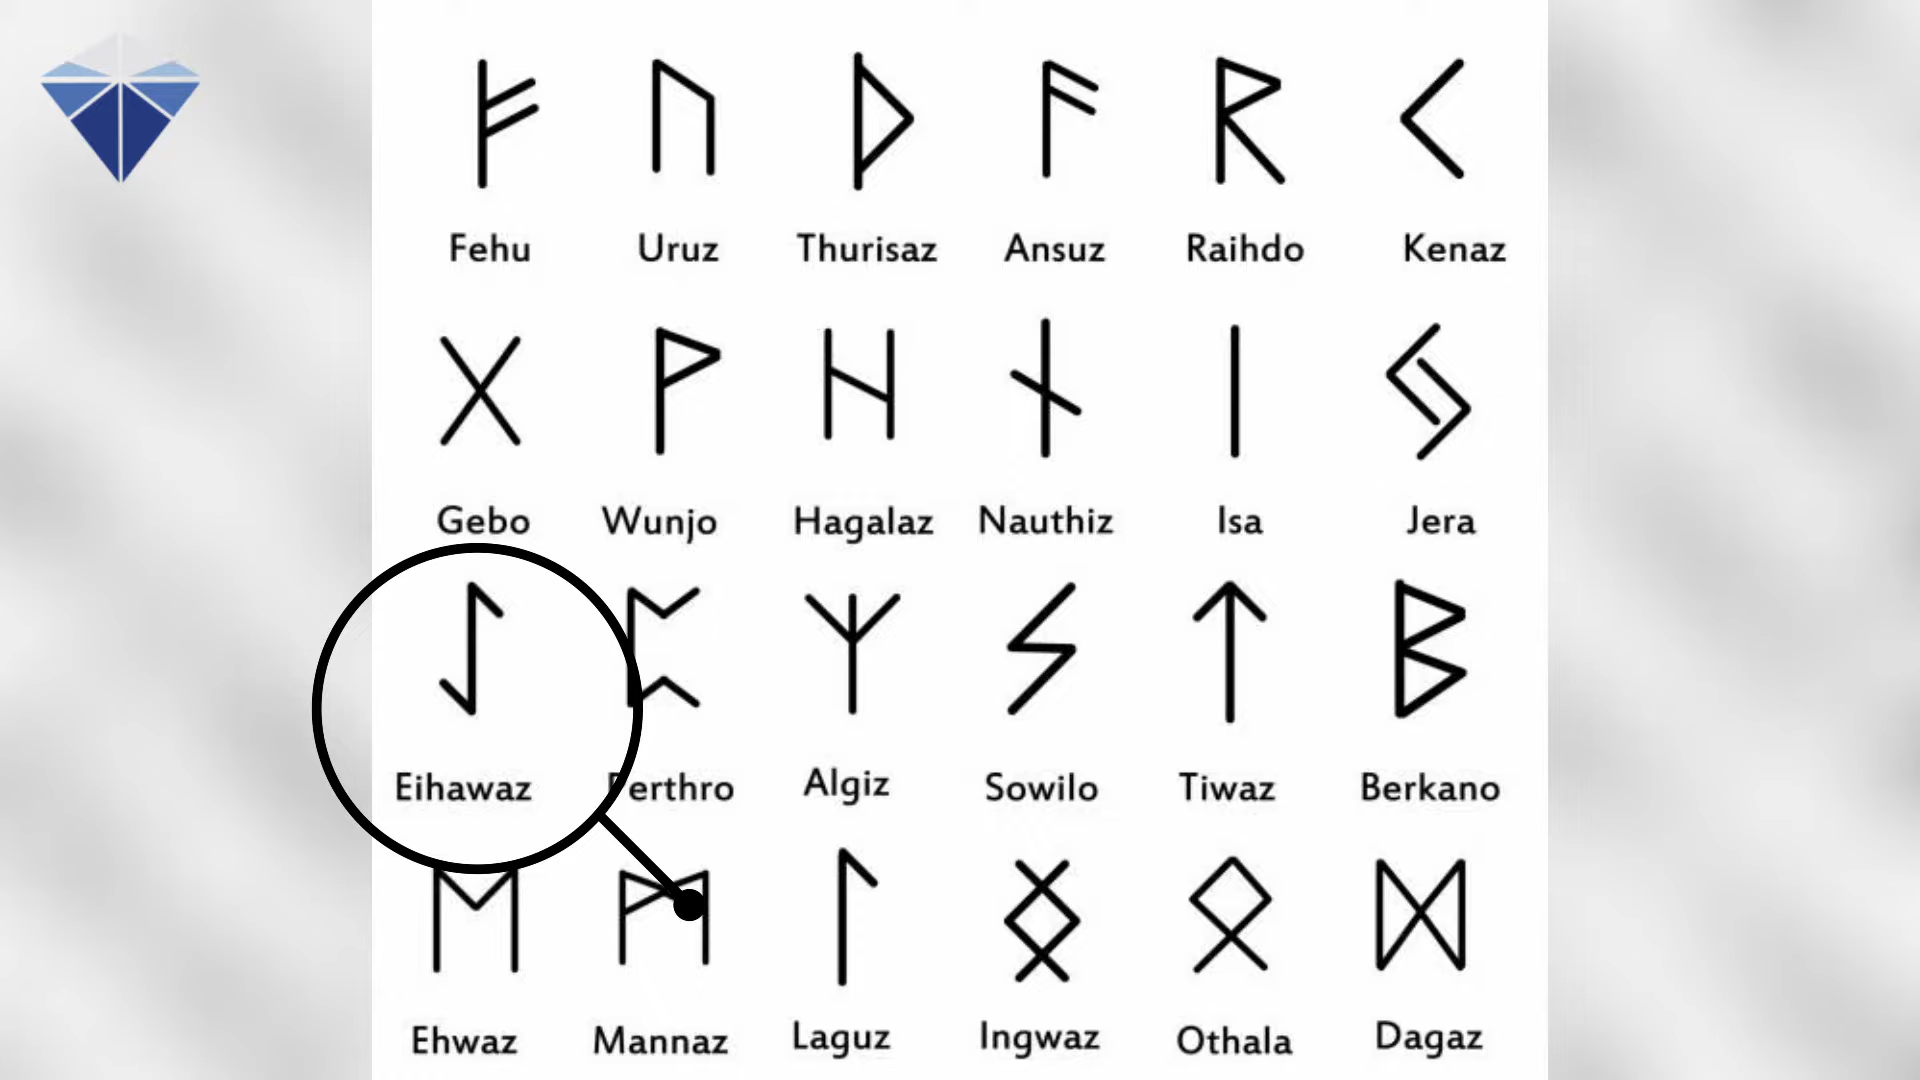 ᚠ ᚢ ᚦ ᚨ ᚱ ᚲ
Fehu Uruz Thurisaz Ansuz Raihdo Kenaz
ᚷ ᚹ ᚺ ᚾ ᛁ ᛃ
Gebo Wunjo Hagalaz Nauthiz Isa Jera
ᛇ ᛈ ᛉ ᛊ ᛏ ᛒ
Eihawaz Perthro Algiz Sowilo Tiwaz Berkano
ᛖ ᛗ ᛚ ᛝ ᛟ ᛞ
Ehwaz Mannaz Laguz Ingwaz Othala Dagaz